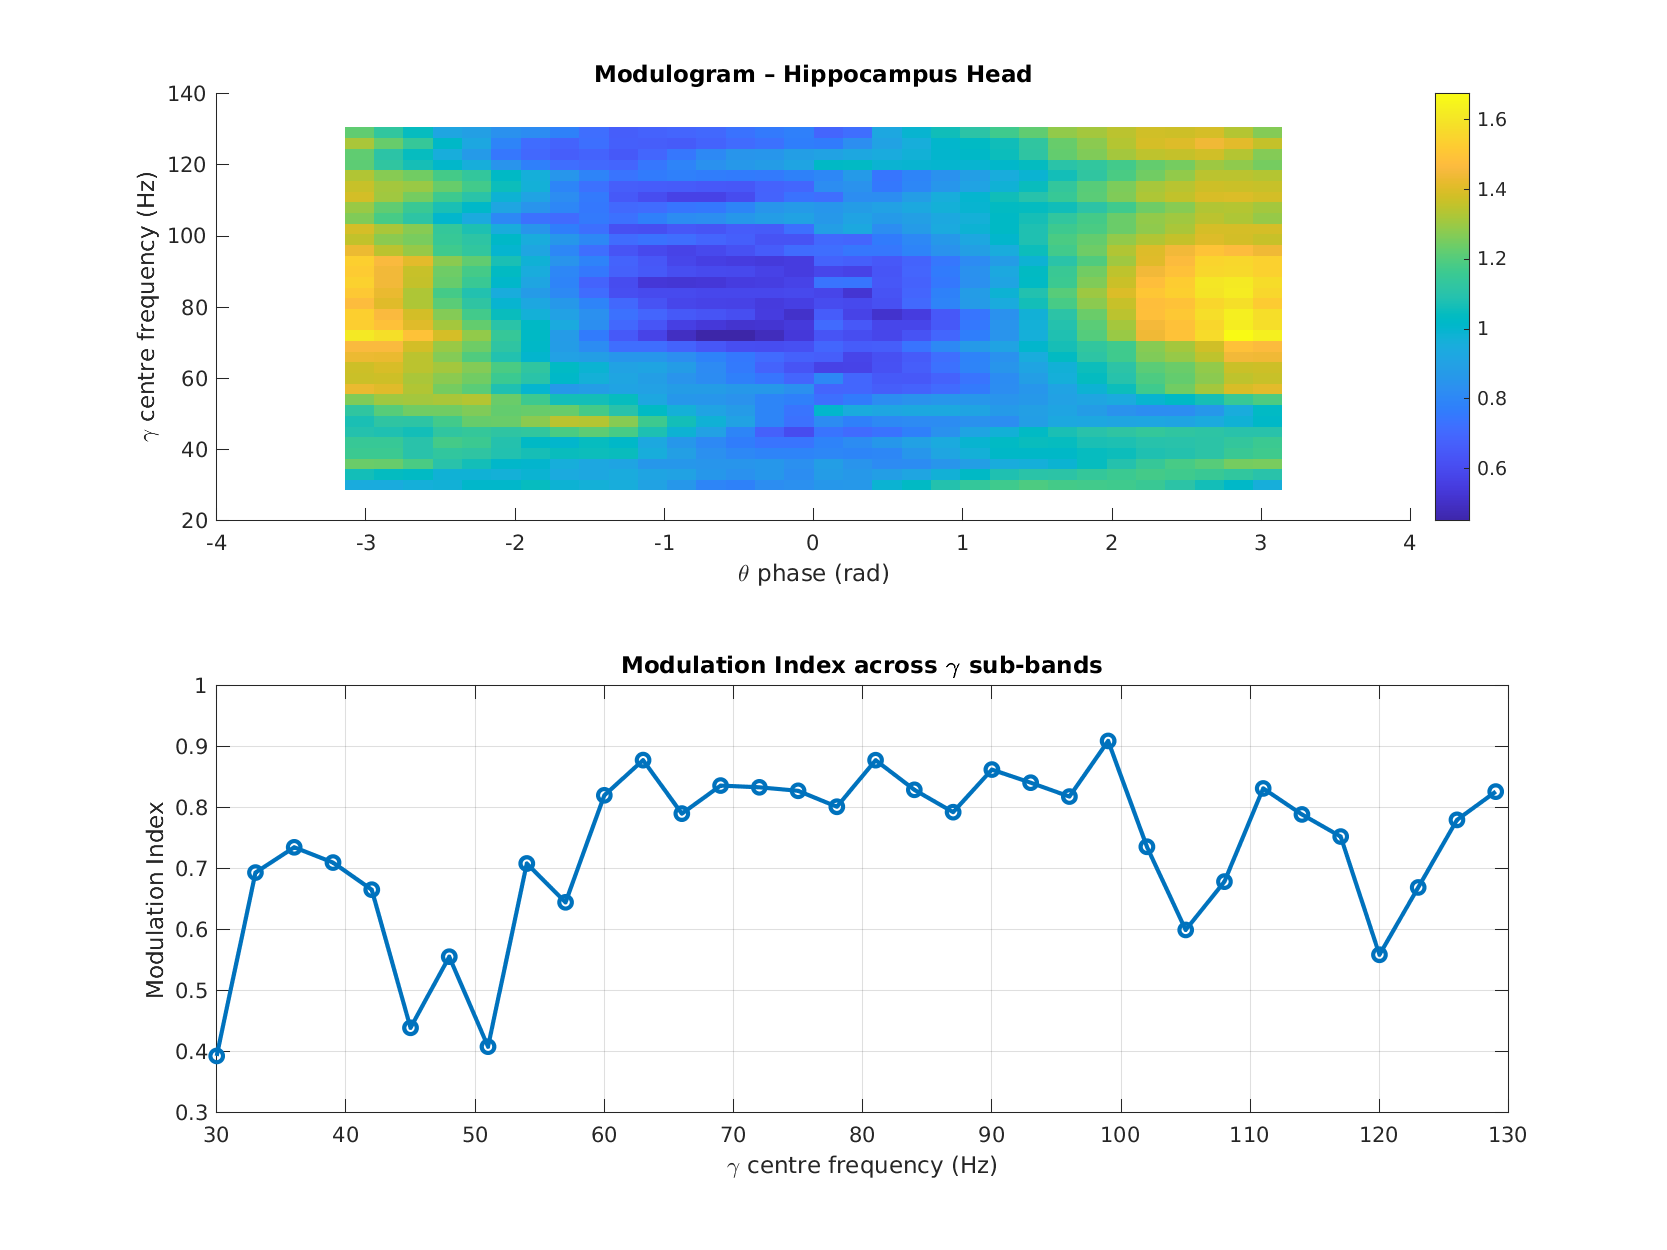 Modulogram – Hippocampus Head
γ centre frequency (Hz)
140
120
100
80
60
40
20
-4 -3 -2 -1 0 1 2 3 4
θ phase (rad)
1.6
1.4
1.2
1
0.8
0.6
Modulation Index across γ sub-bands
Modulation Index
1
0.9
0.8
0.7
0.6
0.5
0.4
0.3
30 40 50 60 70 80 90 100 110 120 130
γ centre frequency (Hz)